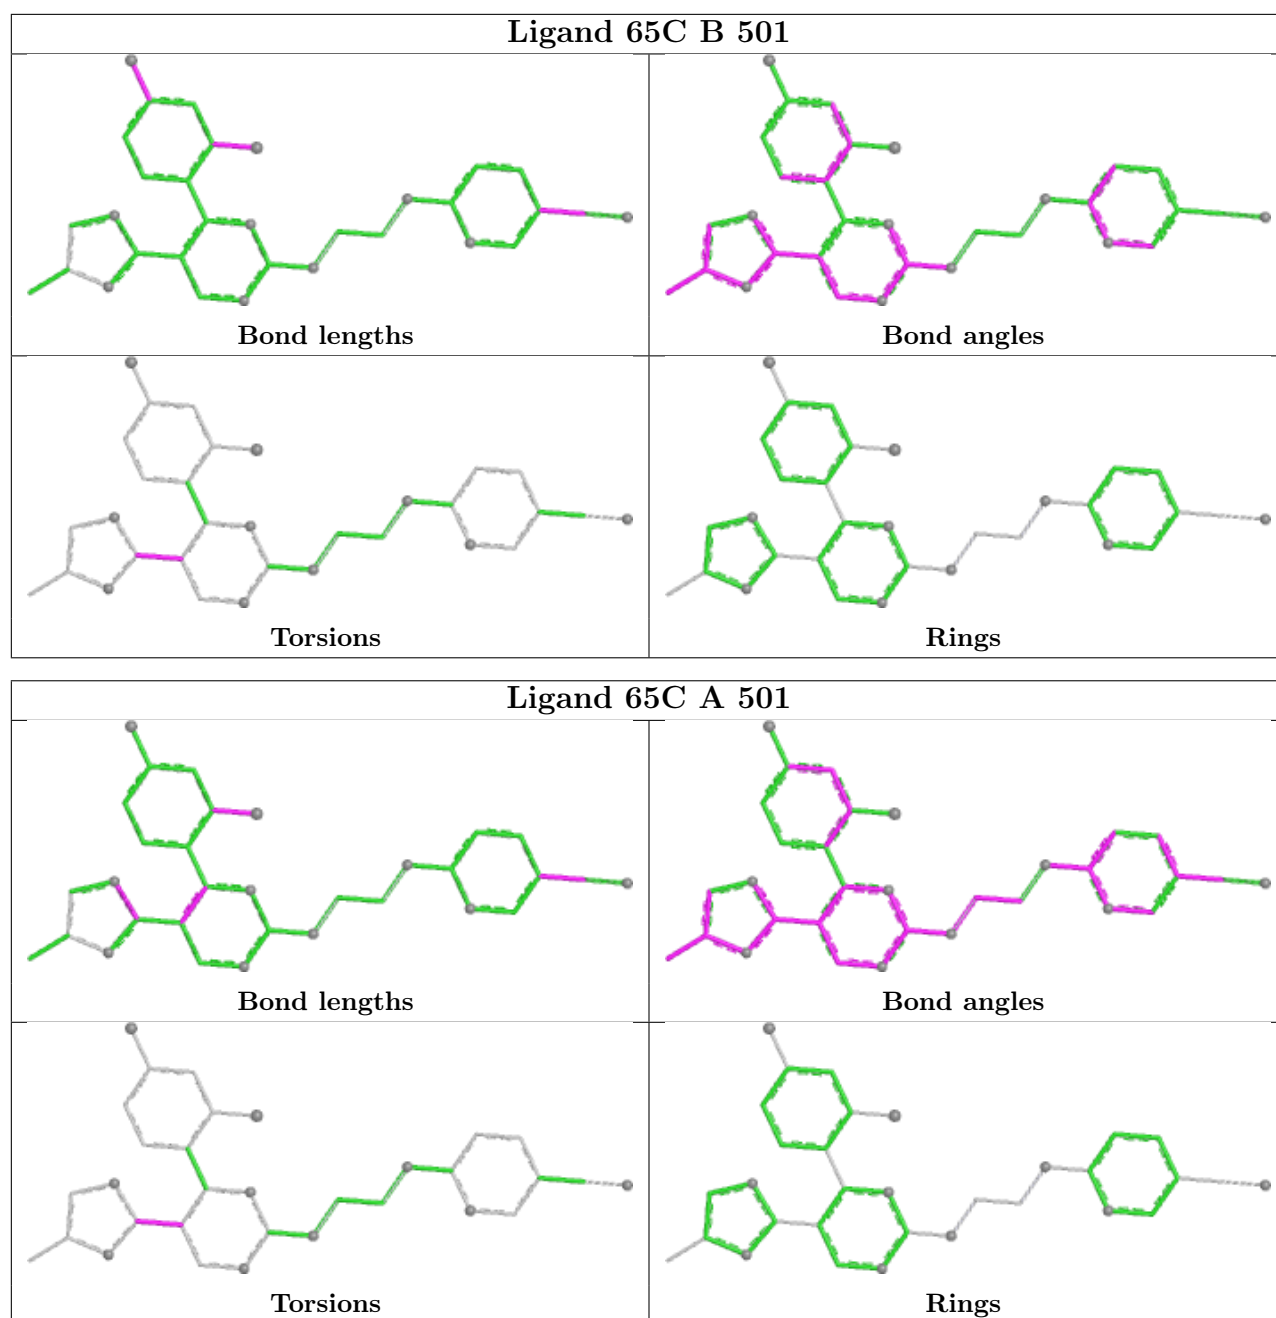 Ligand 65C B 501
Bond lengths
Bond angles
Torsions
Rings
Ligand 65C A 501
Bond lengths
Bond angles
Torsions
Rings